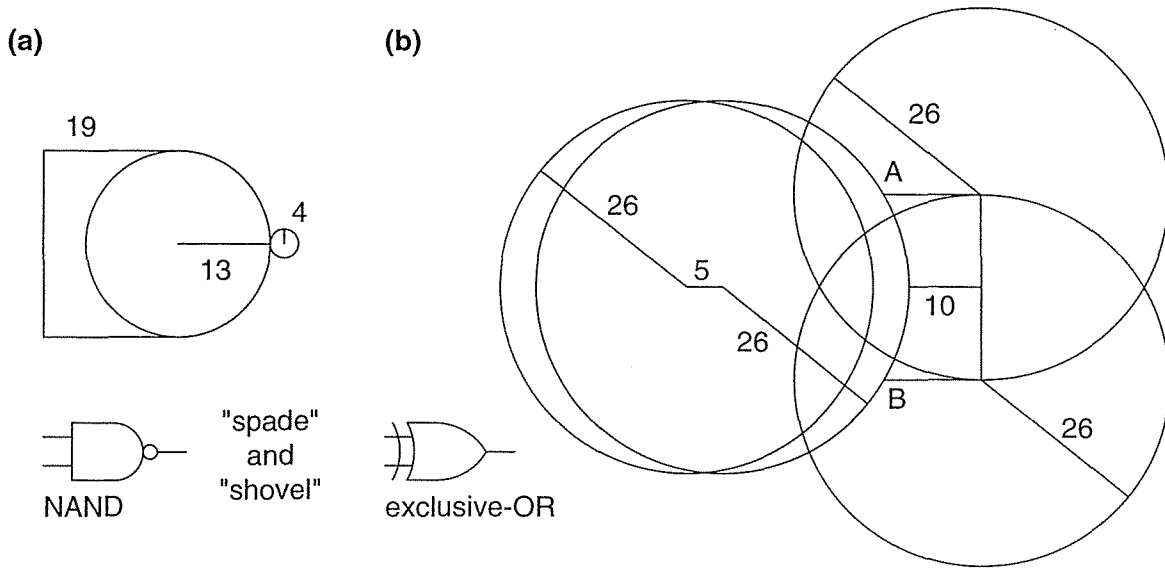 (a)
19
4
13
NAND
"spade"
and
"shovel"
(b)
26
5
26
A
10
B
26
26
exclusive-OR